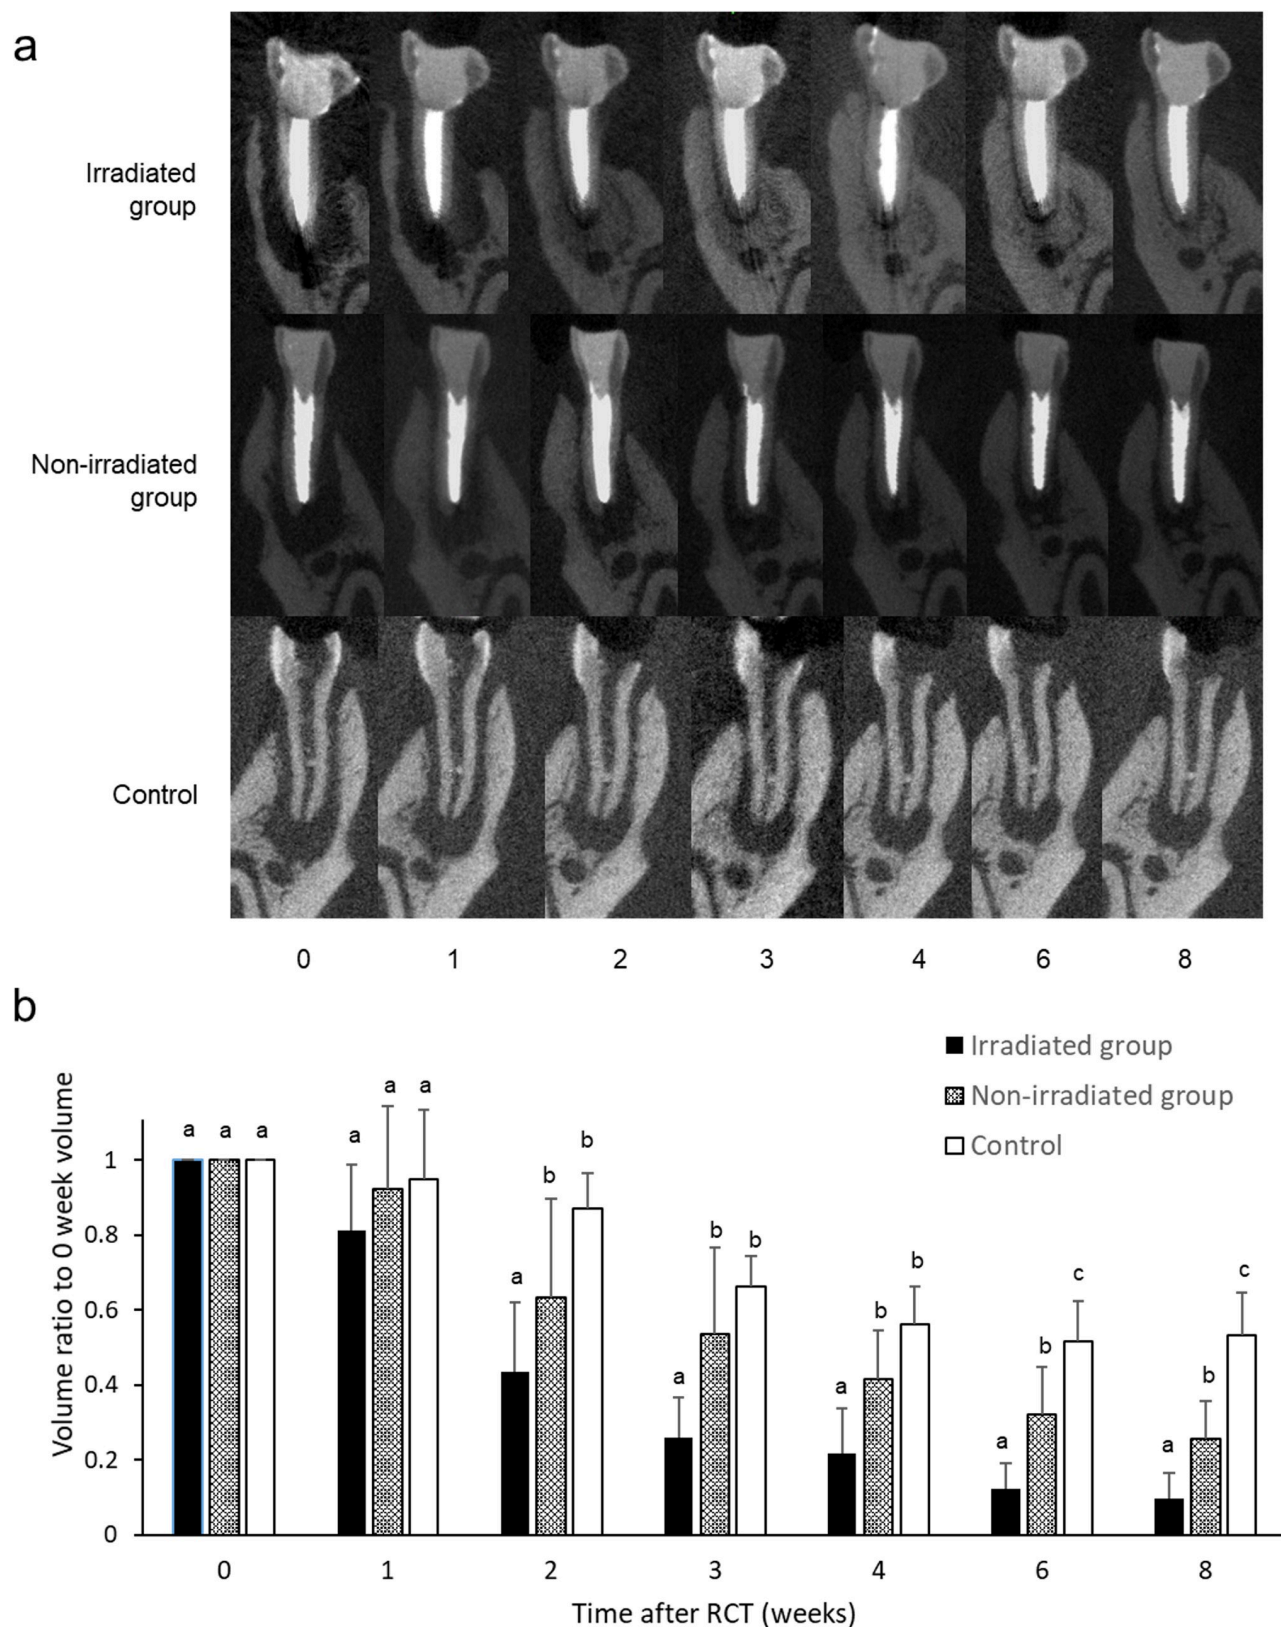 a
Irradiated
group
Non-irradiated
group
Control
0 1 2 3 4 6 8
b
Irradiated group
Non-irradiated group
Control
Volume ratio to 0 week volume
a a a
a a a
a b b
a b b
a b b
a b c
a b c
1
0.8
0.6
0.4
0.2
0
0 1 2 3 4 6 8
Time after RCT (weeks)